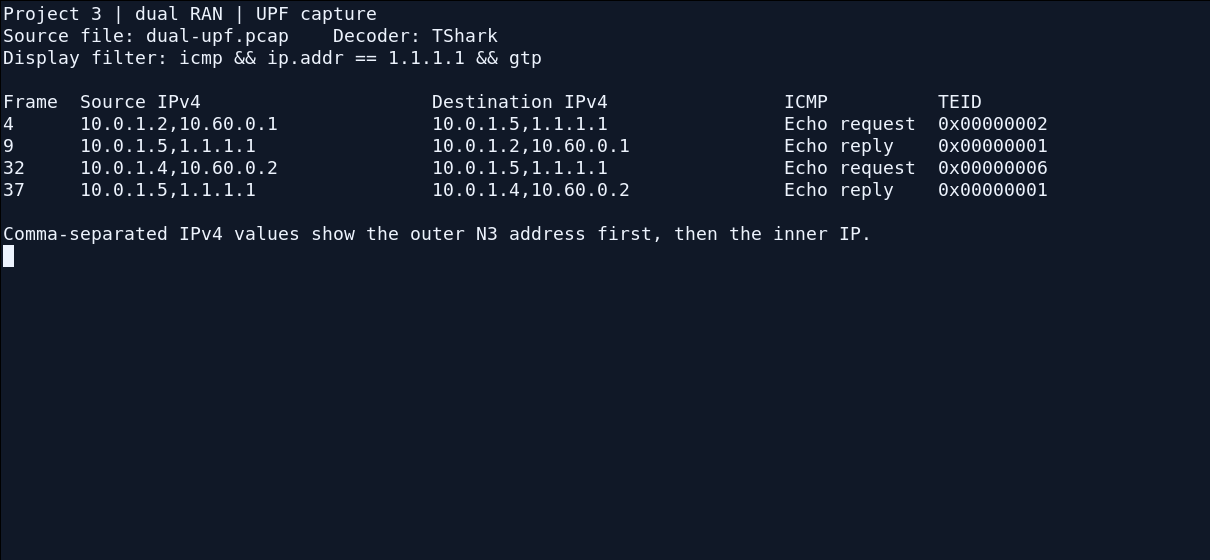 Project 3 | dual RAN | UPF capture
Source file: dual-upf.pcap    Decoder: TShark
Display filter: icmp && ip.addr == 1.1.1.1 && gtp
Frame  Source IPv4                     Destination IPv4                ICMP          TEID
4      10.0.1.2,10.60.0.1              10.0.1.5,1.1.1.1                Echo request  0x00000002
9      10.0.1.5,1.1.1.1                10.0.1.2,10.60.0.1              Echo reply    0x00000001
32     10.0.1.4,10.60.0.2              10.0.1.5,1.1.1.1                Echo request  0x00000006
37     10.0.1.5,1.1.1.1                10.0.1.4,10.60.0.2              Echo reply    0x00000001
Comma-separated IPv4 values show the outer N3 address first, then the inner IP.